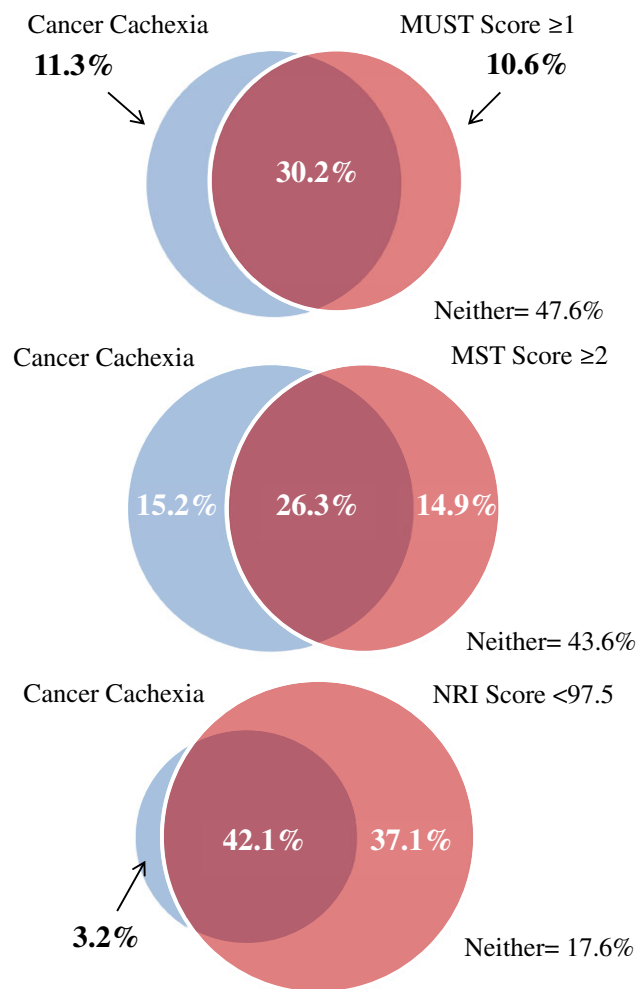 Cancer Cachexia MUST Score ≥1
11.3% 10.6%
30.2%
Neither= 47.6%
Cancer Cachexia MST Score ≥2
15.2% 26.3% 14.9%
Neither= 43.6%
Cancer Cachexia NRI Score <97.5
42.1% 37.1%
3.2%
Neither= 17.6%